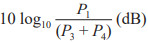 10 log₁₀ P₁ / (P₃ + P₄) (dB)